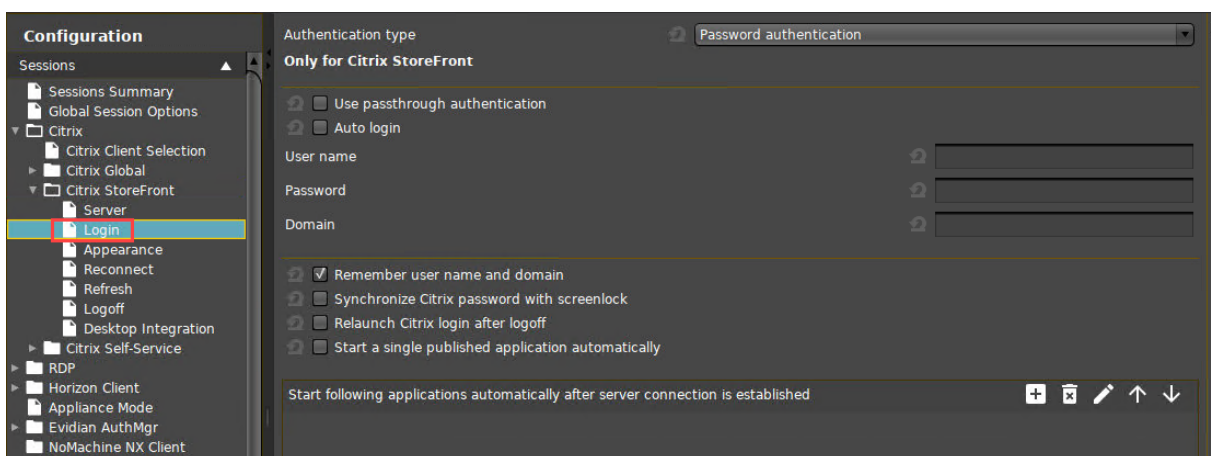 Configuration
Sessions
Sessions Summary
Global Session Options
Citrix
Citrix Client Selection
Citrix Global
Citrix StoreFront
Server
Login
Appearance
Reconnect
Refresh
Logoff
Desktop Integration
Citrix Self-Service
RDP
Horizon Client
Appliance Mode
Evidian AuthMgr
NoMachine NX Client
Authentication type
Password authentication
Only for Citrix StoreFront
Use passthrough authentication
Auto login
User name
Password
Domain
Remember user name and domain
Synchronize Citrix password with screenlock
Relaunch Citrix login after logoff
Start a single published application automatically
Start following applications automatically after server connection is established